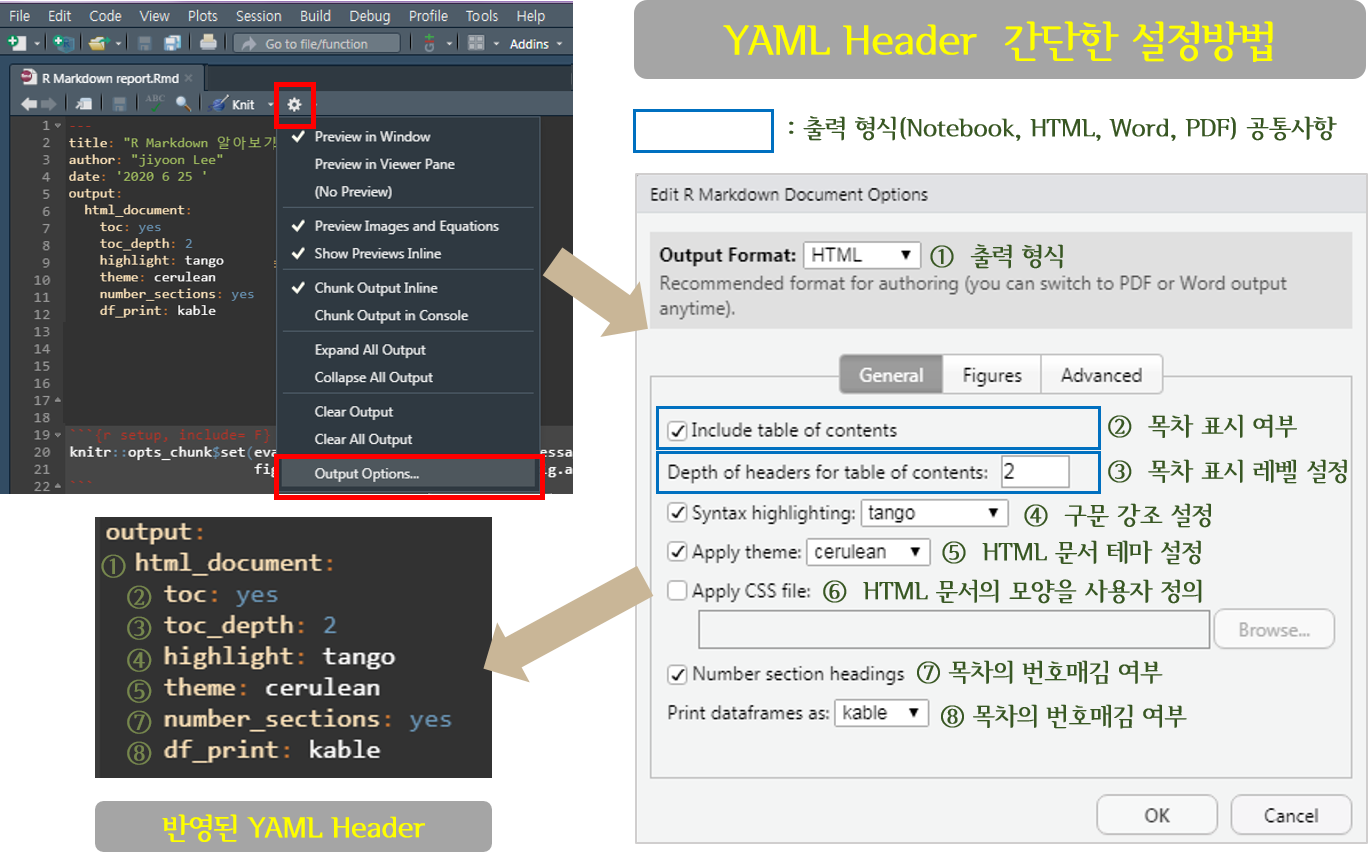 File Edit Code View Plots Session Build Debug Profile Tools Help
Go to file/function
Addins
R Markdown report.Rmd
ABC
Knit
1 ---
2 title: "R Markdown 알아보기
3 author: "jiyoon Lee"
4 date: '2020 6 25 '
5 output:
6 html_document:
7 toc: yes
8 toc_depth: 2
9 highlight: tango
10 theme: cerulean
11 number_sections: yes
12 df_print: kable
13
14
15
16
17
18
19 ```{r setup, include= F}
20 knitr::opts_chunk$set(eva
essa
21 fig
ig.a
22 ```
Preview in Window
Preview in Viewer Pane
(No Preview)
Preview Images and Equations
Show Previews Inline
Chunk Output Inline
Chunk Output in Console
Expand All Output
Collapse All Output
Clear Output
Clear All Output
Output Options...
YAML Header 간단한 설정방법
: 출력 형식(Notebook, HTML, Word, PDF) 공통사항
Edit R Markdown Document Options
Output Format: HTML ① 출력 형식
Recommended format for authoring (you can switch to PDF or Word output
anytime).
General Figures Advanced
Include table of contents ② 목차 표시 여부
Depth of headers for table of contents: 2 ③ 목차 표시 레벨 설정
Syntax highlighting: tango ④ 구문 강조 설정
Apply theme: cerulean ⑤ HTML 문서 테마 설정
Apply CSS file: ⑥ HTML 문서의 모양을 사용자 정의
Browse...
Number section headings ⑦ 목차의 번호매김 여부
Print dataframes as: kable ⑧ 목차의 번호매김 여부
OK Cancel
output:
① html_document:
② toc: yes
③ toc_depth: 2
④ highlight: tango
⑤ theme: cerulean
⑦ number_sections: yes
⑧ df_print: kable
반영된 YAML Header